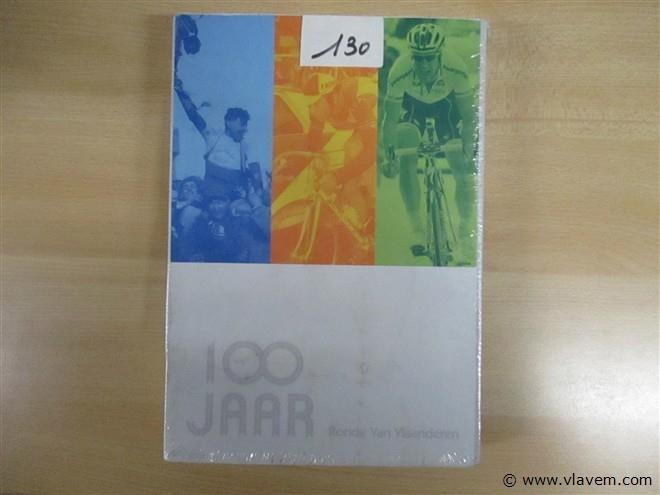 130
100
JAAR Ronde Van Vlaanderen
© www.vlavem.com